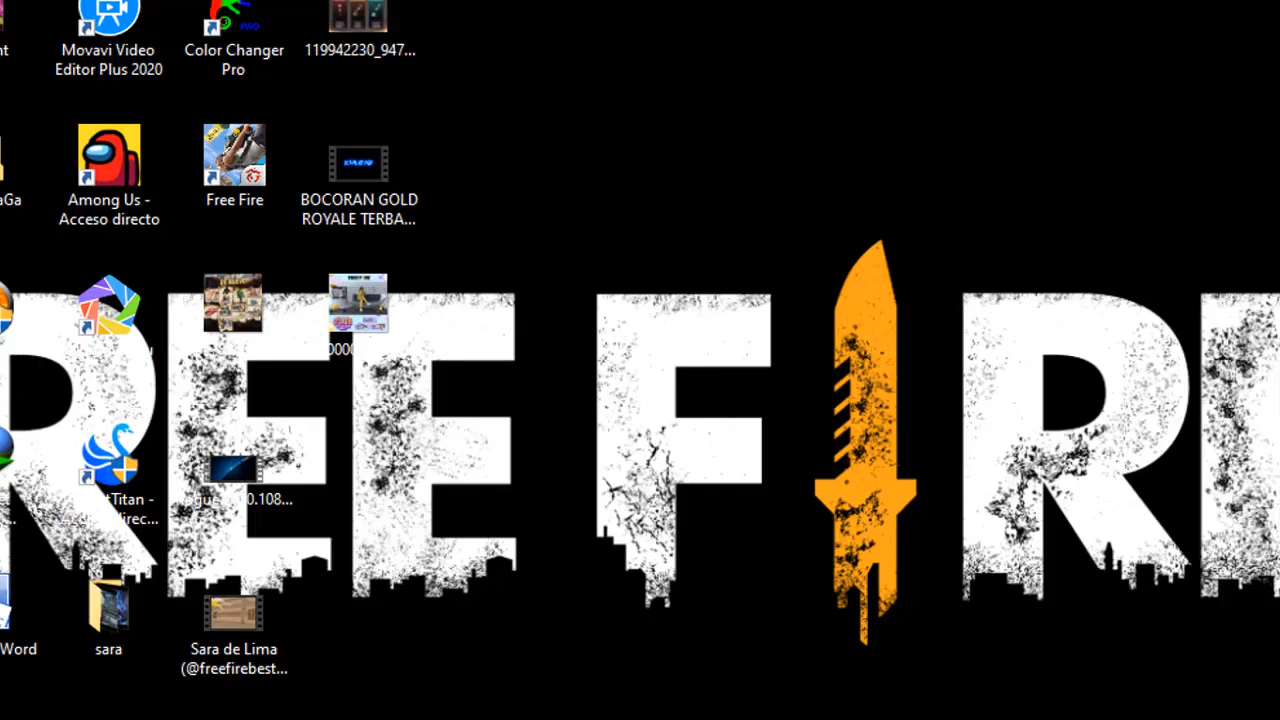 Movavi Video
Editor Plus 2020
Color Changer
Pro
119942230_947...
Among Us -
Acceso directo
Free Fire
BOCORAN GOLD
ROYALE TERBA...
FREE FIRE
Word
sara
Sara de Lima
(@freefirebest...